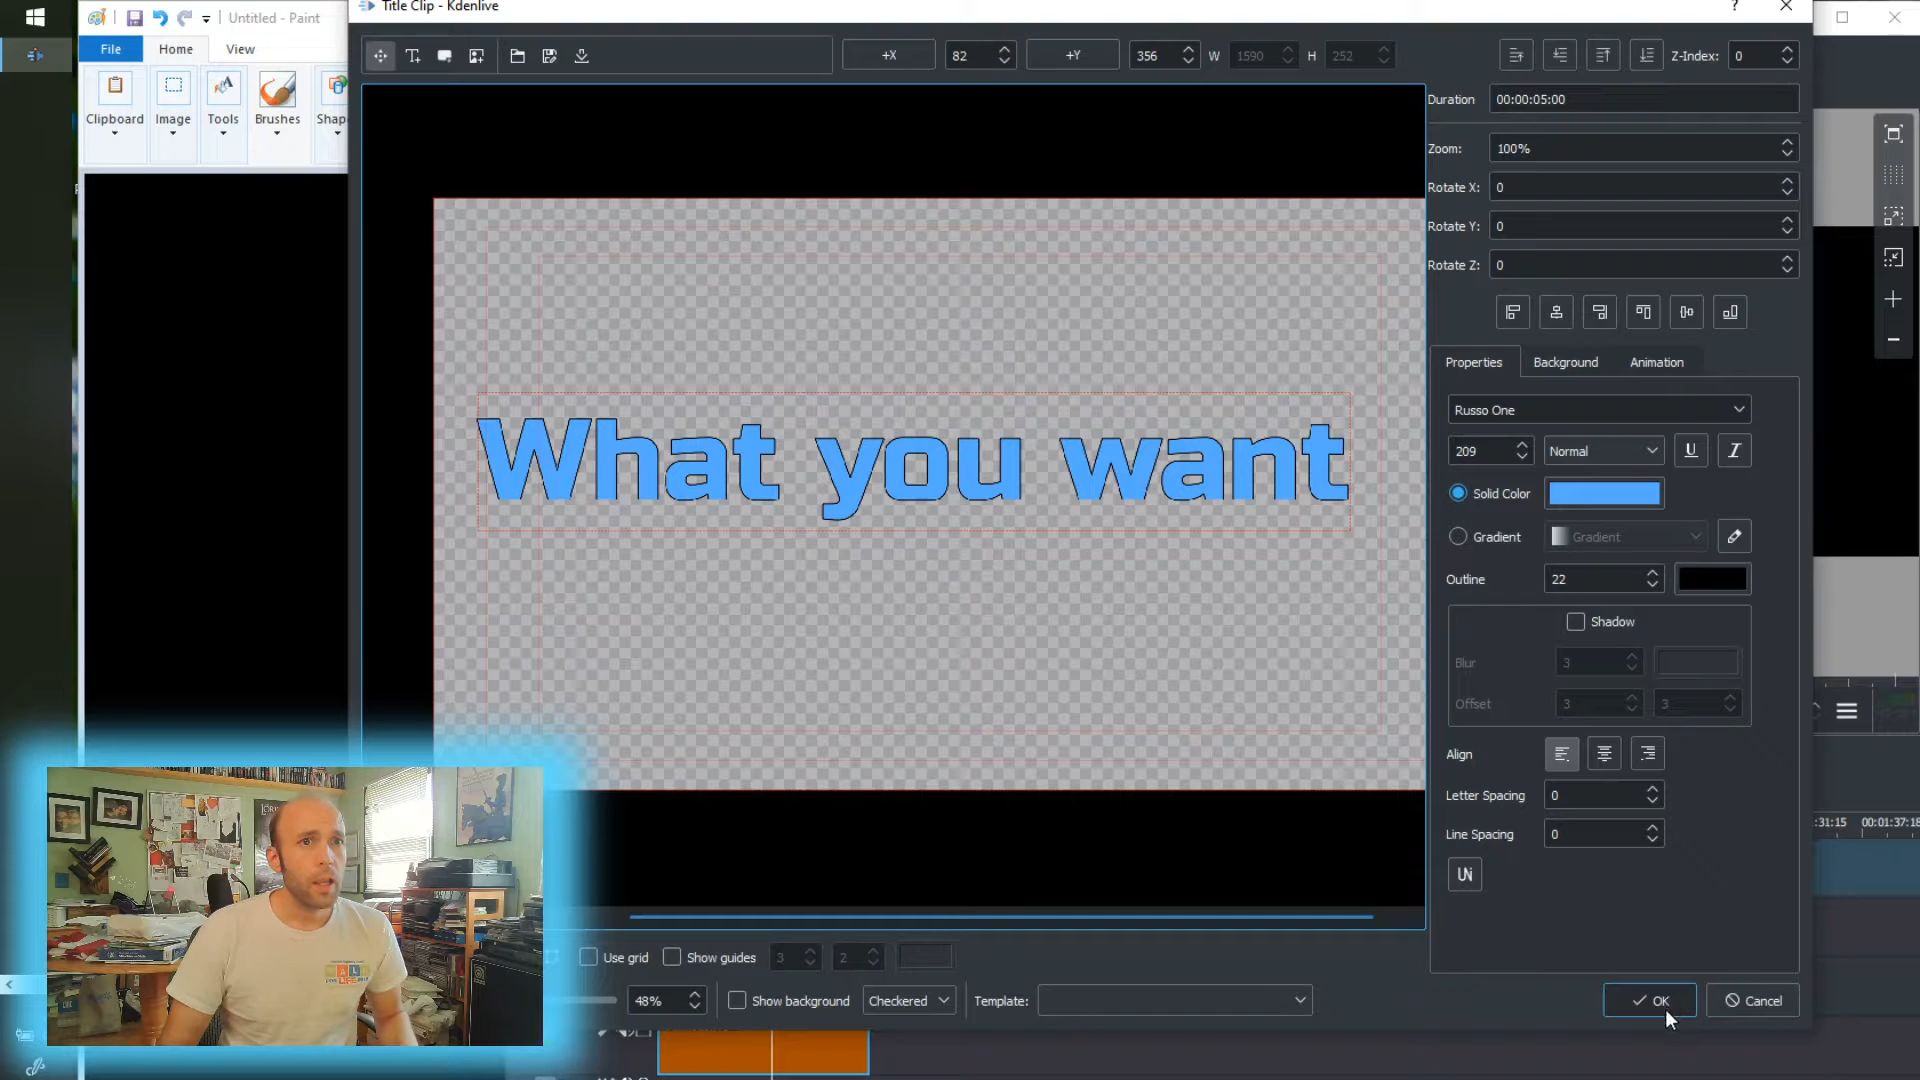 Untitled - Paint
File
Home
View
Clipboard
Image
Tools
Brushes
Shap
Title Clip - Kdenlive
?
+X
82
+Y
356
W
1590
H
252
Z-Index:
0
Duration
00:00:05:00
Zoom:
100%
Rotate X:
0
Rotate Y:
0
Rotate Z:
0
Properties
Background
Animation
Russo One
209
Normal
U
I
Solid Color
Gradient
Gradient
Outline
22
Shadow
Blur
3
Offset
3
3
Align
Letter Spacing
0
Line Spacing
0
What you want
Use grid
Show guides
3
2
48%
Show background
Checkered
Template:
OK
Cancel
:31:15
00:01:37:18